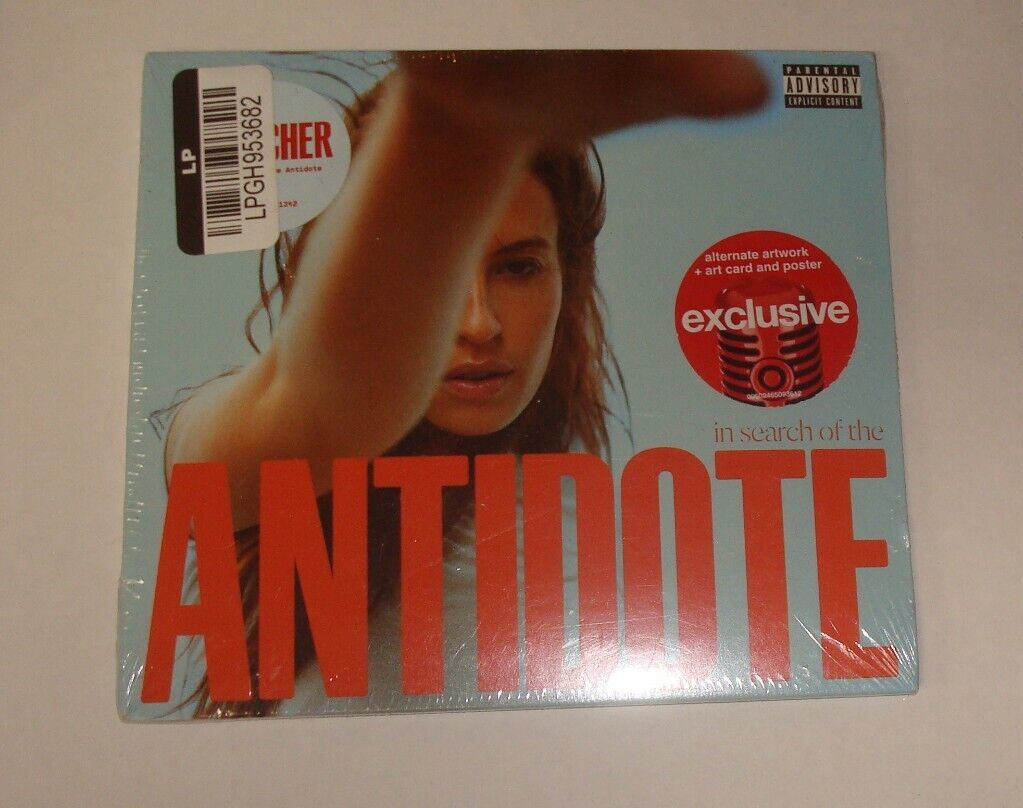 LP
LPGH953682
CHER
Antidote
PARENTAL
ADVISORY
EXPLICIT CONTENT
alternate artwork
+ art card and poster
exclusive
00602465093612
in search of the
ANTIDOTE